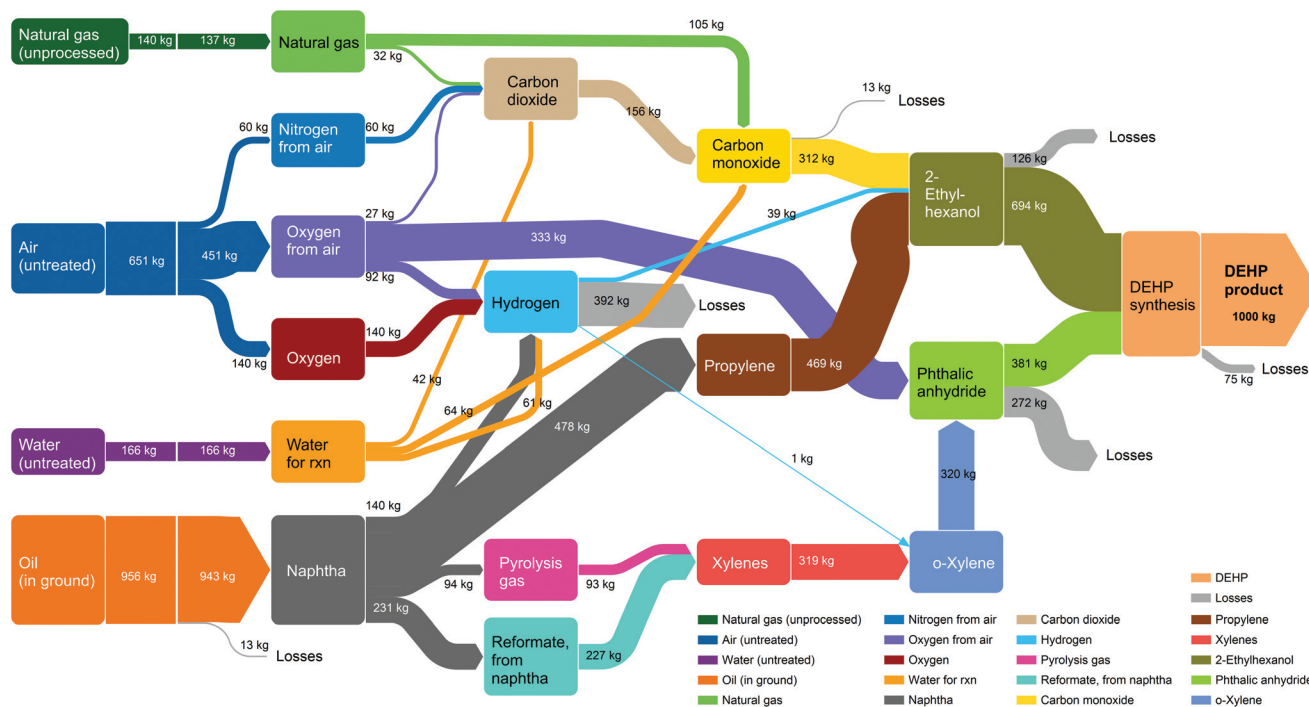 Natural gas
(unprocessed)
140 kg
137 kg
Natural gas
105 kg
32 kg
Carbon
dioxide
156 kg
13 kg
Losses
60 kg
Nitrogen
from air
60 kg
Carbon
monoxide
312 kg
2-
Ethyl-
hexanol
126 kg
Losses
694 kg
Air
(untreated)
651 kg
451 kg
Oxygen
from air
27 kg
333 kg
92 kg
39 kg
Hydrogen
392 kg
Losses
DEHP
synthesis
DEHP
product
1000 kg
75 kg
Losses
140 kg
Oxygen
140 kg
42 kg
64 kg
61 kg
Propylene
469 kg
Phthalic
anhydride
381 kg
272 kg
Losses
Water
(untreated)
166 kg
166 kg
Water
for rxn
478 kg
1 kg
320 kg
Oil
(in ground)
956 kg
943 kg
13 kg
Losses
Naphtha
140 kg
94 kg
231 kg
Pyrolysis
gas
93 kg
Xylenes
319 kg
o-Xylene
Reformate,
from
naphtha
227 kg
Natural gas (unprocessed)
Air (untreated)
Water (untreated)
Oil (in ground)
Natural gas
Nitrogen from air
Oxygen from air
Oxygen
Water for rxn
Naphtha
Carbon dioxide
Hydrogen
Pyrolysis gas
Reformate, from naphtha
Carbon monoxide
DEHP
Losses
Propylene
Xylenes
2-Ethylhexanol
Phthalic anhydride
o-Xylene